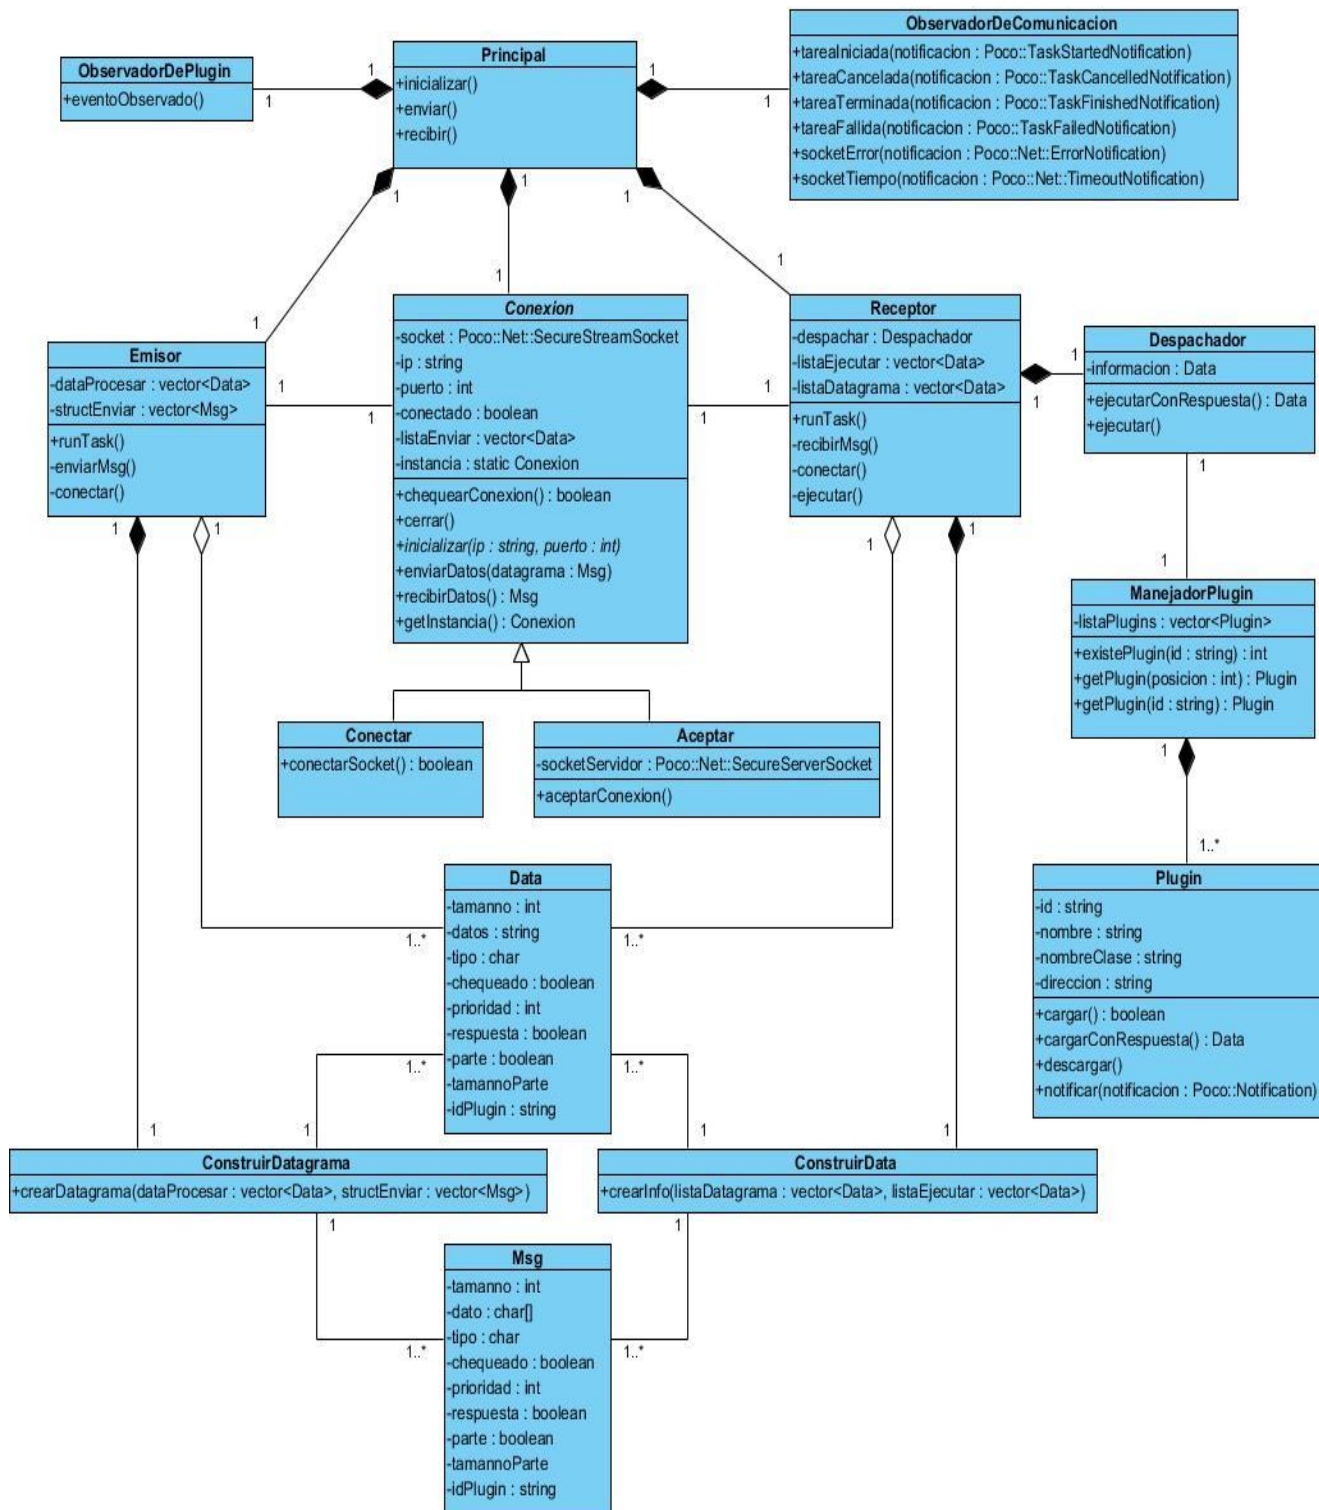 ObservadorDePlugin
+eventoObservado()
1
1
Principal
+inicializar()
+enviar()
+recibir()
1
1
ObservadorDeComunicacion
+tareaIniciada(notificacion : Poco::TaskStartedNotification)
+tareaCancelada(notificacion : Poco::TaskCancelledNotification)
+tareaTerminada(notificacion : Poco::TaskFinishedNotification)
+tareaFallida(notificacion : Poco::TaskFailedNotification)
+socketError(notificacion : Poco::Net::ErrorNotification)
+socketTiempo(notificacion : Poco::Net::TimeoutNotification)
1
1
1
1
1
1
Emisor
-dataProcesar : vector<Data>
-structEnviar : vector<Msg>
+runTask()
-enviarMsg()
-conectar()
1
1
Conexion
-socket : Poco::Net::SecureStreamSocket
-ip : string
-puerto : int
-conectado : boolean
-listaEnviar : vector<Data>
-instancia : static Conexion
+chequearConexion() : boolean
+cerrar()
+inicializar(ip : string, puerto : int)
+enviarDatos(datagrama : Msg)
+recibirDatos() : Msg
+getInstancia() : Conexion
1
1
Receptor
-despachar : Despachador
-listaEjecutar : vector<Data>
-listaDatagrama : vector<Data>
+runTask()
-recibirMsg()
-conectar()
-ejecutar()
1
1
Despachador
-informacion : Data
+ejecutarConRespuesta() : Data
+ejecutar()
1
1
ManejadorPlugin
-listaPlugins : vector<Plugin>
+existePlugin(id : string) : int
+getPlugin(posicion : int) : Plugin
+getPlugin(id : string) : Plugin
1
1..*
Plugin
-id : string
-nombre : string
-nombreClase : string
-direccion : string
+cargar() : boolean
+cargarConRespuesta() : Data
+descargar()
+notificar(notificacion : Poco::Notification)
1
1
1
1
Conectar
+conectarSocket() : boolean
Aceptar
-socketServidor : Poco::Net::SecureServerSocket
+aceptarConexion()
Data
-tamanno : int
-datos : string
-tipo : char
-chequeado : boolean
-prioridad : int
-respuesta : boolean
-parte : boolean
-tamannoParte
-idPlugin : string
1..*
1..*
1..*
1..*
1
1
1
1
ConstruirDatagrama
+crearDatagrama(dataProcesar : vector<Data>, structEnviar : vector<Msg>)
ConstruirData
+crearInfo(listaDatagrama : vector<Data>, listaEjecutar : vector<Data>)
1
1
Msg
-tamanno : int
-dato : char[]
-tipo : char
-chequeado : boolean
-prioridad : int
-respuesta : boolean
-parte : boolean
-tamannoParte
-idPlugin : string
1..*
1..*